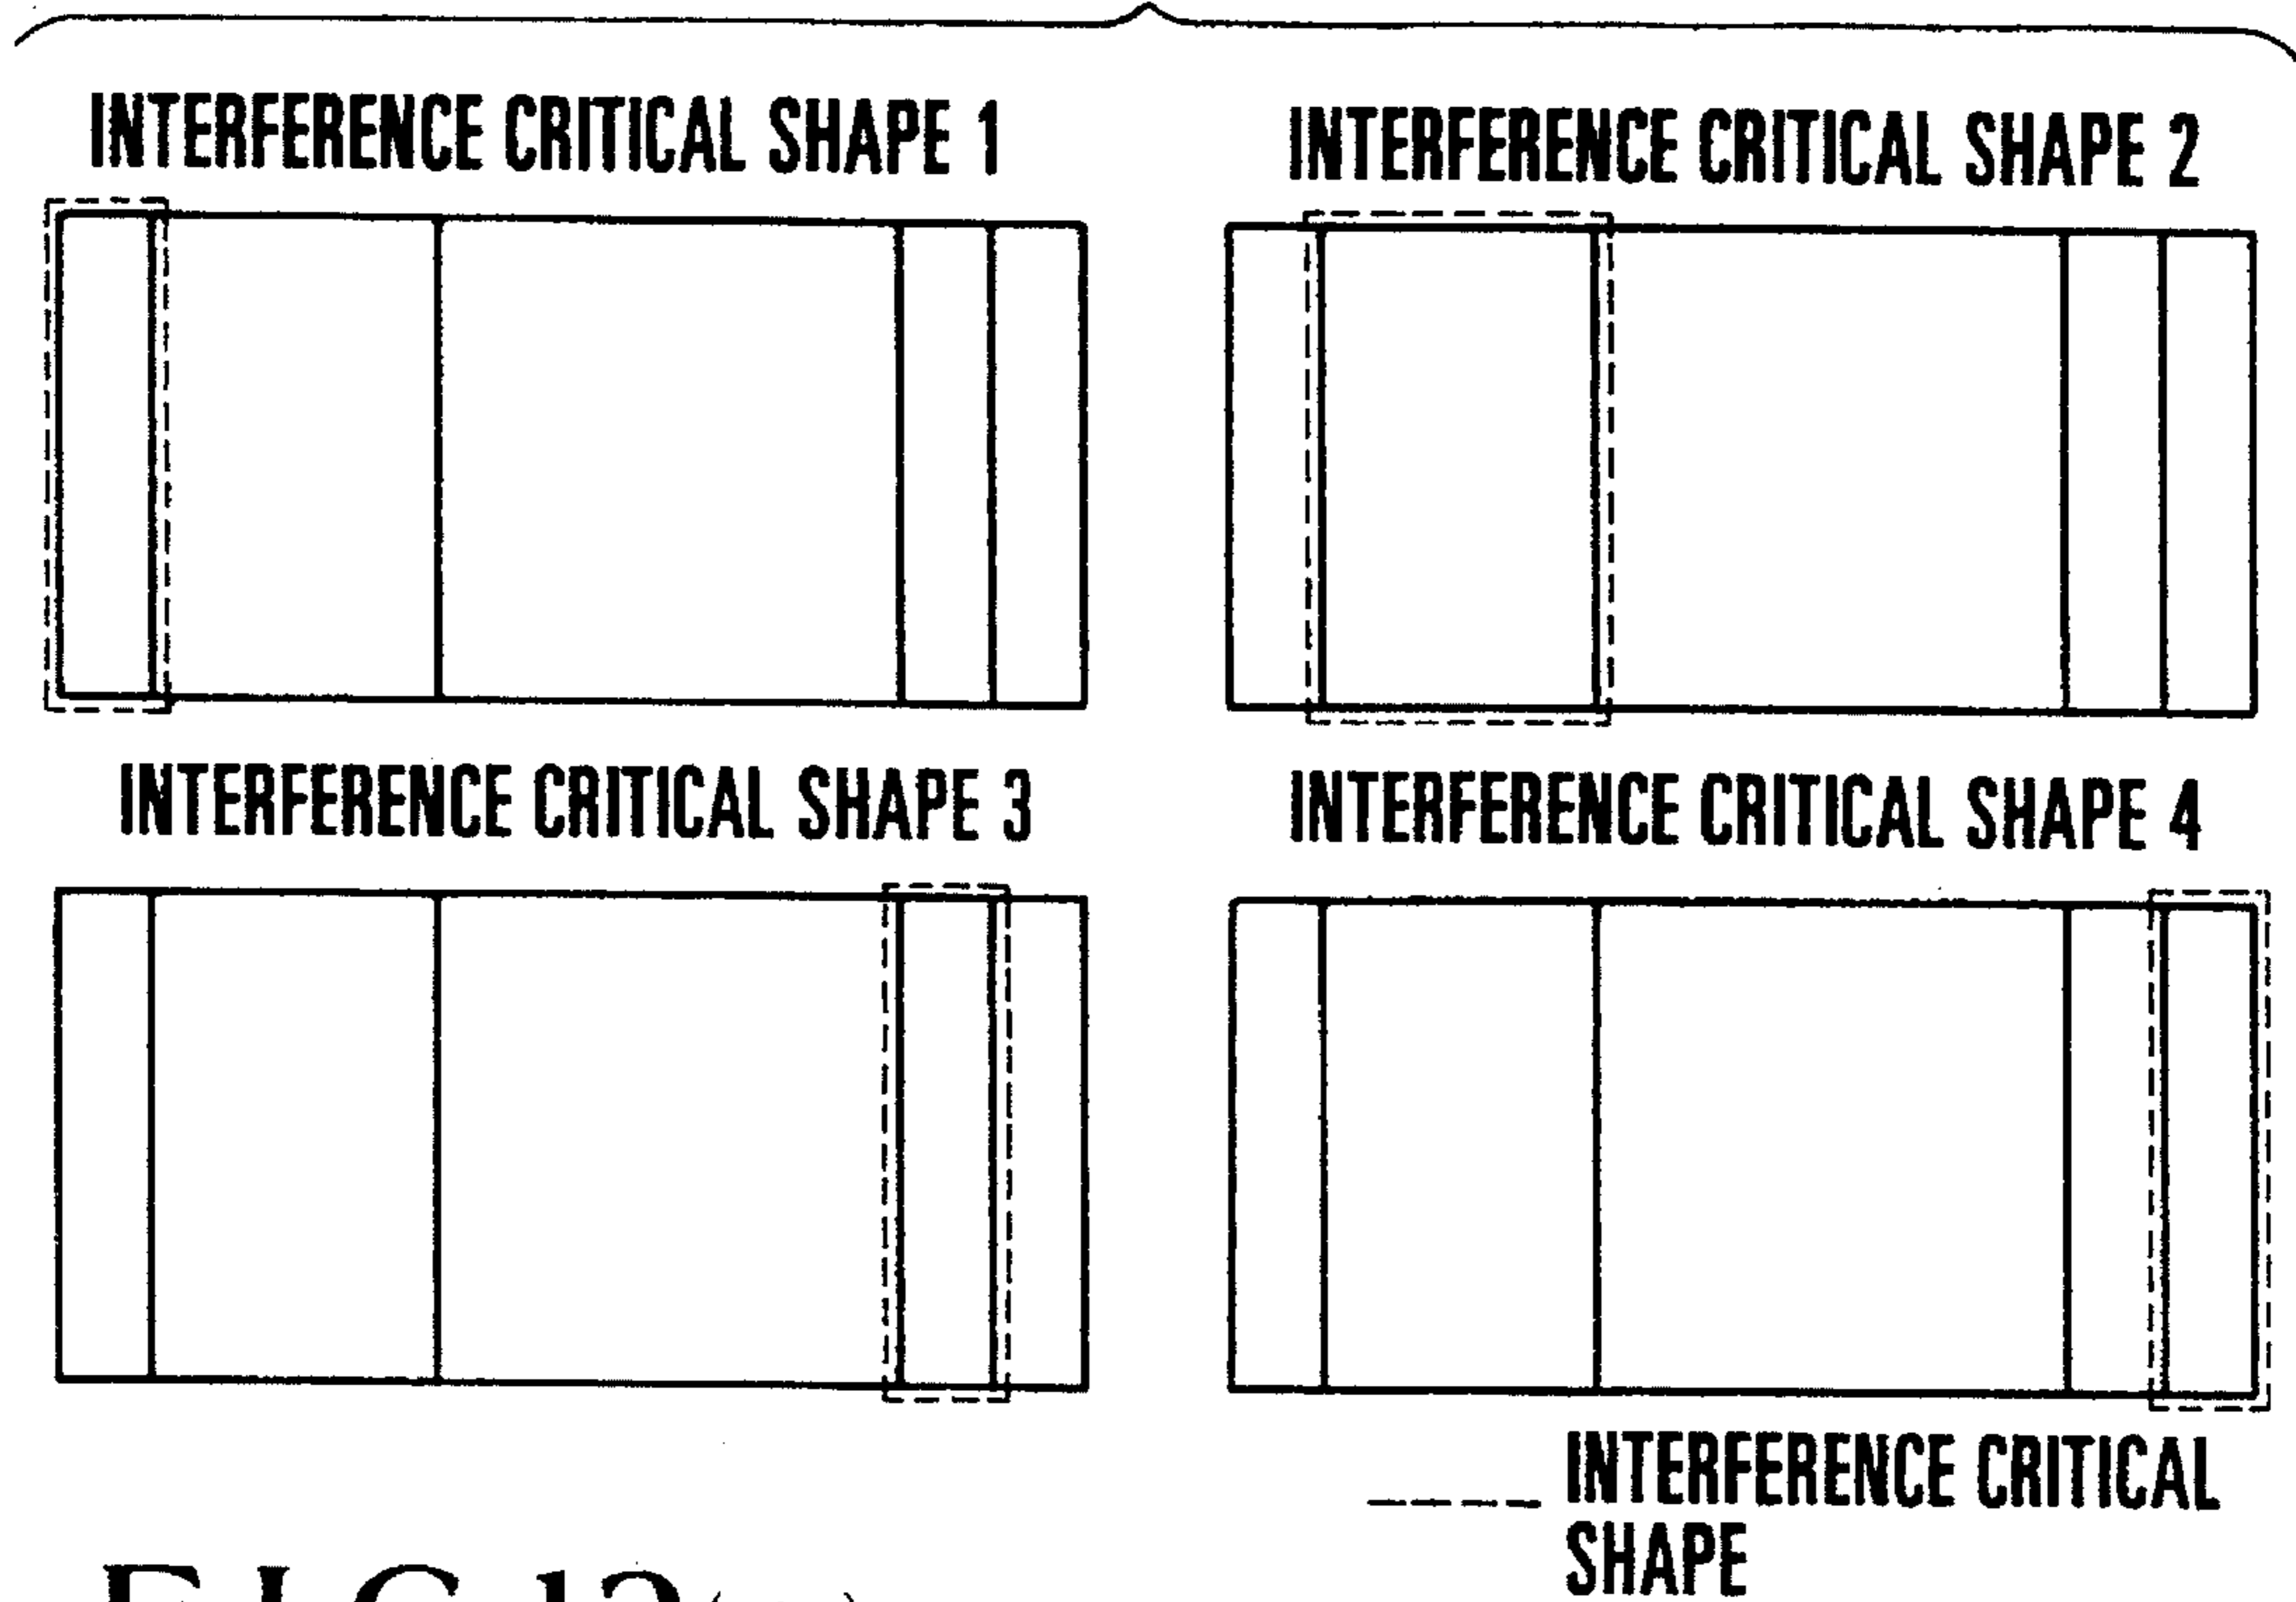 INTERFERENCE CRITICAL SHAPE 1
INTERFERENCE CRITICAL SHAPE 2
INTERFERENCE CRITICAL SHAPE 3
INTERFERENCE CRITICAL SHAPE 4
INTERFERENCE CRITICAL
SHAPE